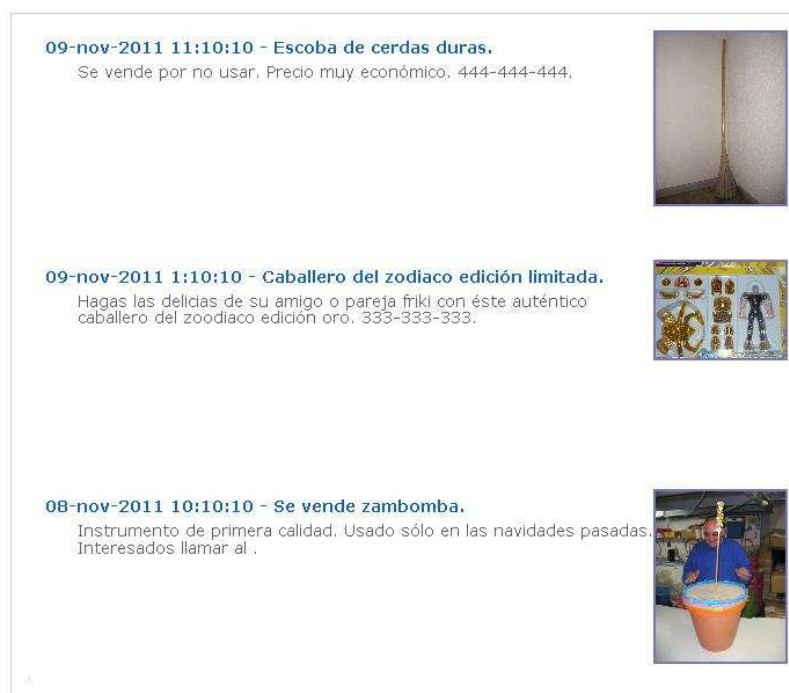 09-nov-2011 11:10:10 - Escoba de cerdas duras.
Se vende por no usar. Precio muy económico. 444-444-444.
09-nov-2011 1:10:10 - Caballero del zodiaco edición limitada.
Hagas las delicias de su amigo o pareja friki con éste auténtico
caballero del zoodiaco edición oro. 333-333-333.
08-nov-2011 10:10:10 - Se vende zambomba.
Instrumento de primera calidad. Usado sólo en las navidades pasadas.
Interesados llamar al .